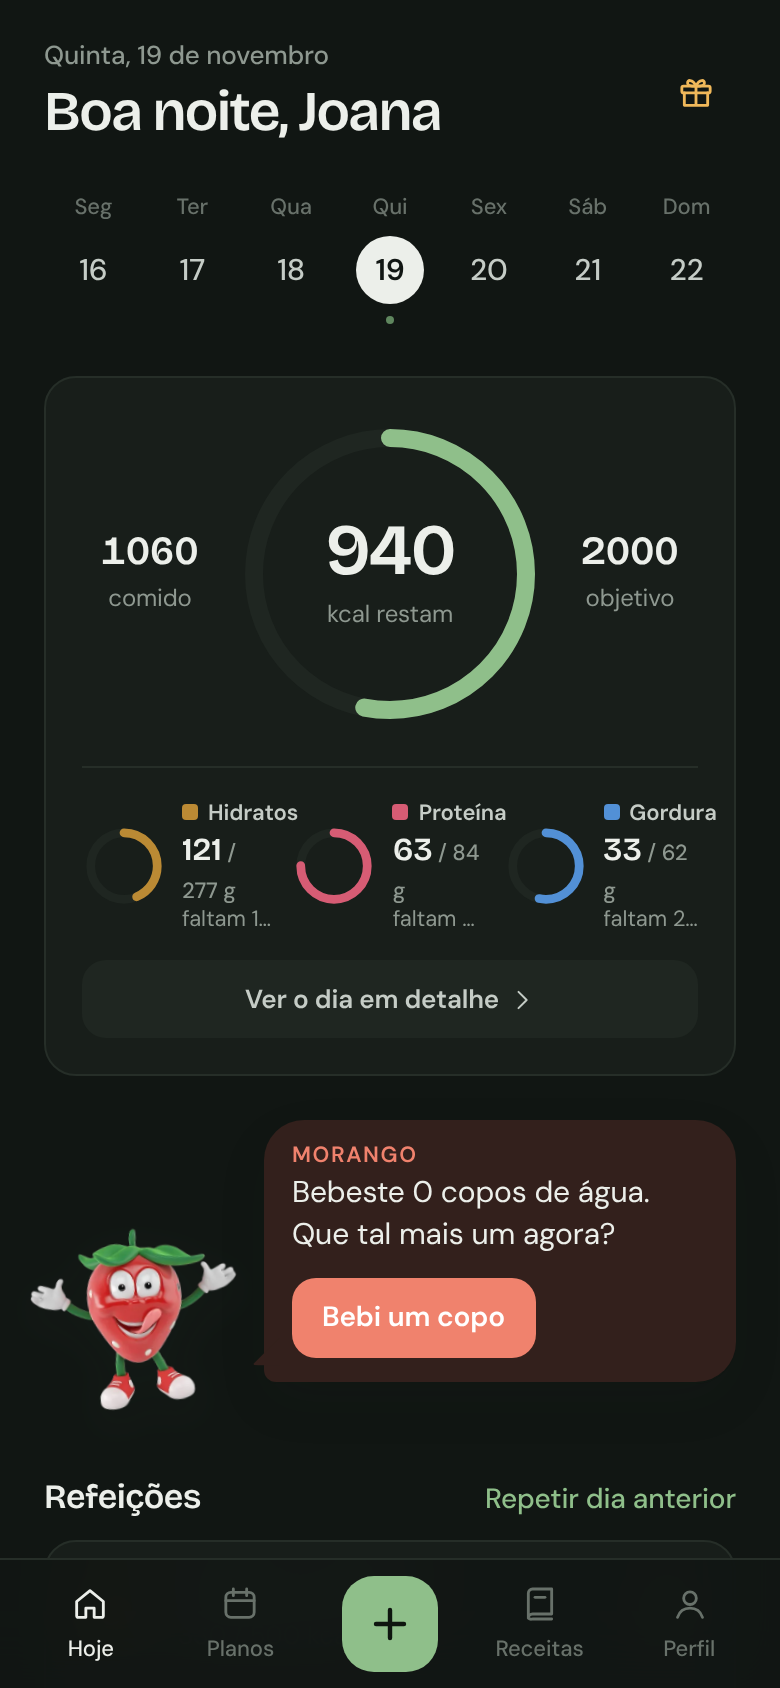 Quinta, 19 de novembro
Boa noite, Joana
Seg Ter Qua Qui Sex Sáb Dom
16 17 18 19 20 21 22
1060
comido
940
kcal restam
2000
objetivo
Hidratos
121 /
277 g
faltam 1...
Proteína
63 / 84
g
faltam ...
Gordura
33 / 62
g
faltam 2...
Ver o dia em detalhe
MORANGO
Bebeste 0 copos de água.
Que tal mais um agora?
Bebi um copo
Refeições
Repetir dia anterior
Hoje
Planos
Receitas
Perfil